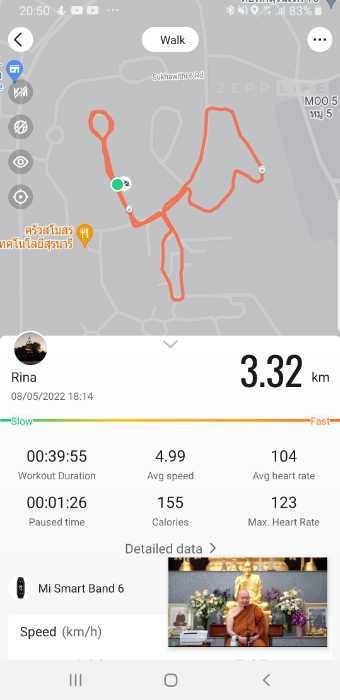 20:50
83%
Walk
Sukhawithi 6 Rd
ZEPP LIFE
MOO 5
หมู่ 5
ครัวสโมสร
เทคโนโลยีสุรนารี
Rina
08/05/2022 18:14
3.32 km
Slow
Fast
00:39:55
4.99
104
Workout Duration
Avg speed
Avg heart rate
00:01:26
155
123
Paused time
Calories
Max. Heart Rate
Detailed data
Mi Smart Band 6
Speed (km/h)